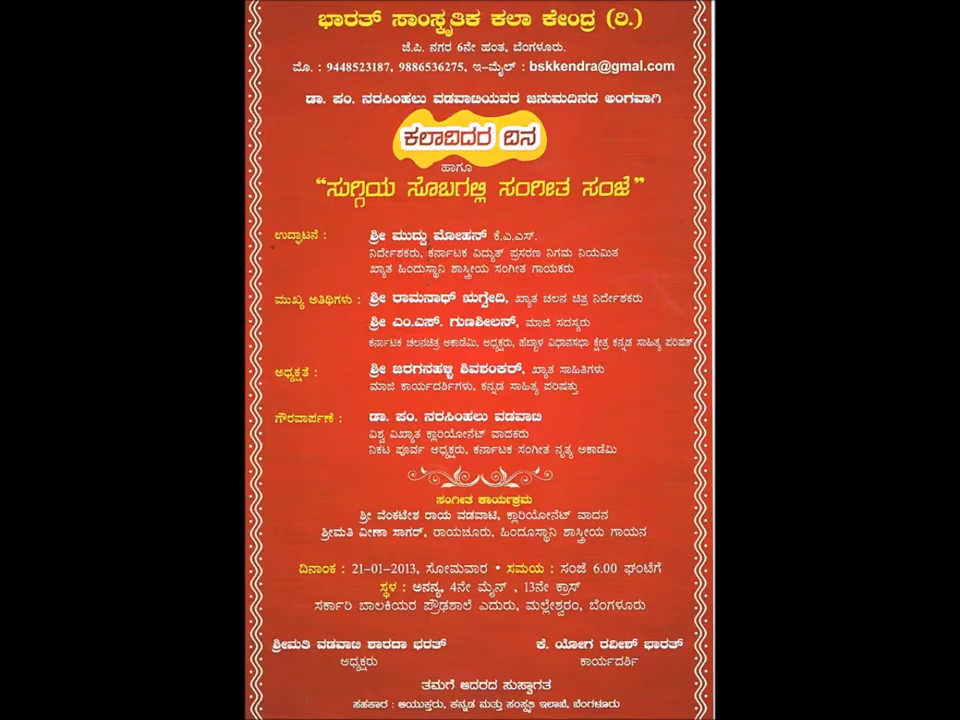 ಭಾರತ್ ಸಾಂಸ್ಕೃತಿಕ ಕಲಾ ಕೇಂದ್ರ (ರಿ.)
ಜೆ.ಪಿ. ನಗರ 6ನೇ ಹಂತ, ಬೆಂಗಳೂರು.
ಮೊ. : 9448523187, 9886536275, ಇ-ಮೈಲ್ : bskkendra@gmal.com
ಡಾ. ಪಂ. ನರಸಿಂಹಲು ವಡವಾಟಿಯವರ ಜನುಮದಿನದ ಅಂಗವಾಗಿ
ಕಲಾವಿದರ ದಿನ
ಹಾಗೂ
“ಸುಗ್ಗಿಯ ಸೊಬಗಲ್ಲಿ ಸಂಗೀತ ಸಂಜೆ”
ಉದ್ಘಾಟನೆ : ಶ್ರೀ ಮುದ್ದು ಮೋಹನ್ ಕೆ.ಎ.ಎಸ್.
ನಿರ್ದೇಶಕರು, ಕರ್ನಾಟಕ ವಿದ್ಯುತ್ ಪ್ರಸರಣ ನಿಗಮ ನಿಯಮಿತ
ಖ್ಯಾತ ಹಿಂದುಸ್ಥಾನಿ ಶಾಸ್ತ್ರೀಯ ಸಂಗೀತ ಗಾಯಕರು
ಮುಖ್ಯ ಅತಿಥಿಗಳು : ಶ್ರೀ ರಾಮನಾಥ್ ಋಗ್ವೇದಿ, ಖ್ಯಾತ ಚಲನ ಚಿತ್ರ ನಿರ್ದೇಶಕರು
ಶ್ರೀ ಎಂ.ಎಸ್. ಗುಣಶೀಲನ್, ಮಾಜಿ ಸದಸ್ಯರು
ಕರ್ನಾಟಕ ಚಲನಚಿತ್ರ ಅಕಾಡೆಮಿ, ಅಧ್ಯಕ್ಷರು, ಹೆಬ್ಬಾಳ ವಿಧಾನಸಭಾ ಕ್ಷೇತ್ರ ಕನ್ನಡ ಸಾಹಿತ್ಯ ಪರಿಷತ್
ಅಧ್ಯಕ್ಷತೆ : ಶ್ರೀ ಜರಗನಹಳ್ಳಿ ಶಿವಶಂಕರ್, ಖ್ಯಾತ ಸಾಹಿತಿಗಳು
ಮಾಜಿ ಕಾರ್ಯದರ್ಶಿಗಳು, ಕನ್ನಡ ಸಾಹಿತ್ಯ ಪರಿಷತ್ತು
ಗೌರವಾರ್ಪಣೆ : ಡಾ. ಪಂ. ನರಸಿಂಹಲು ವಡವಾಟಿ
ವಿಶ್ವ ವಿಖ್ಯಾತ ಕ್ಲಾರಿಯೋನೆಟ್ ವಾದಕರು
ನಿಕಟ ಪೂರ್ವ ಅಧ್ಯಕ್ಷರು, ಕರ್ನಾಟಕ ಸಂಗೀತ ನೃತ್ಯ ಅಕಾಡೆಮಿ
ಸಂಗೀತ ಕಾರ್ಯಕ್ರಮ
ಶ್ರೀ ವೆಂಕಟೇಶ ರಾಯ ವಡವಾಟಿ, ಕ್ಲಾರಿಯೋನೆಟ್ ವಾದನ
ಶ್ರೀಮತಿ ವೀಣಾ ಸಾಗರ್, ರಾಯಚೂರು, ಹಿಂದೂಸ್ಥಾನಿ ಶಾಸ್ತ್ರೀಯ ಗಾಯನ
ದಿನಾಂಕ : 21-01-2013, ಸೋಮವಾರ • ಸಮಯ : ಸಂಜೆ 6.00 ಘಂಟೆಗೆ
ಸ್ಥಳ : ಅನನ್ಯ, 4ನೇ ಮೈನ್ , 13ನೇ ಕ್ರಾಸ್
ಸರ್ಕಾರಿ ಬಾಲಕಿಯರ ಪ್ರೌಢಶಾಲೆ ಎದುರು, ಮಲ್ಲೇಶ್ವರಂ, ಬೆಂಗಳೂರು
ಶ್ರೀಮತಿ ವಡವಾಟಿ ಶಾರದಾ ಭರತ್ ಕೆ. ಯೋಗ ರವೀಶ್ ಭಾರತ್
ಅಧ್ಯಕ್ಷರು ಕಾರ್ಯದರ್ಶಿ
ತಮಗೆ ಆದರದ ಸುಸ್ವಾಗತ
ಸಹಕಾರ : ಆಯುಕ್ತರು, ಕನ್ನಡ ಮತ್ತು ಸಂಸ್ಕೃತಿ ಇಲಾಖೆ, ಬೆಂಗಳೂರು